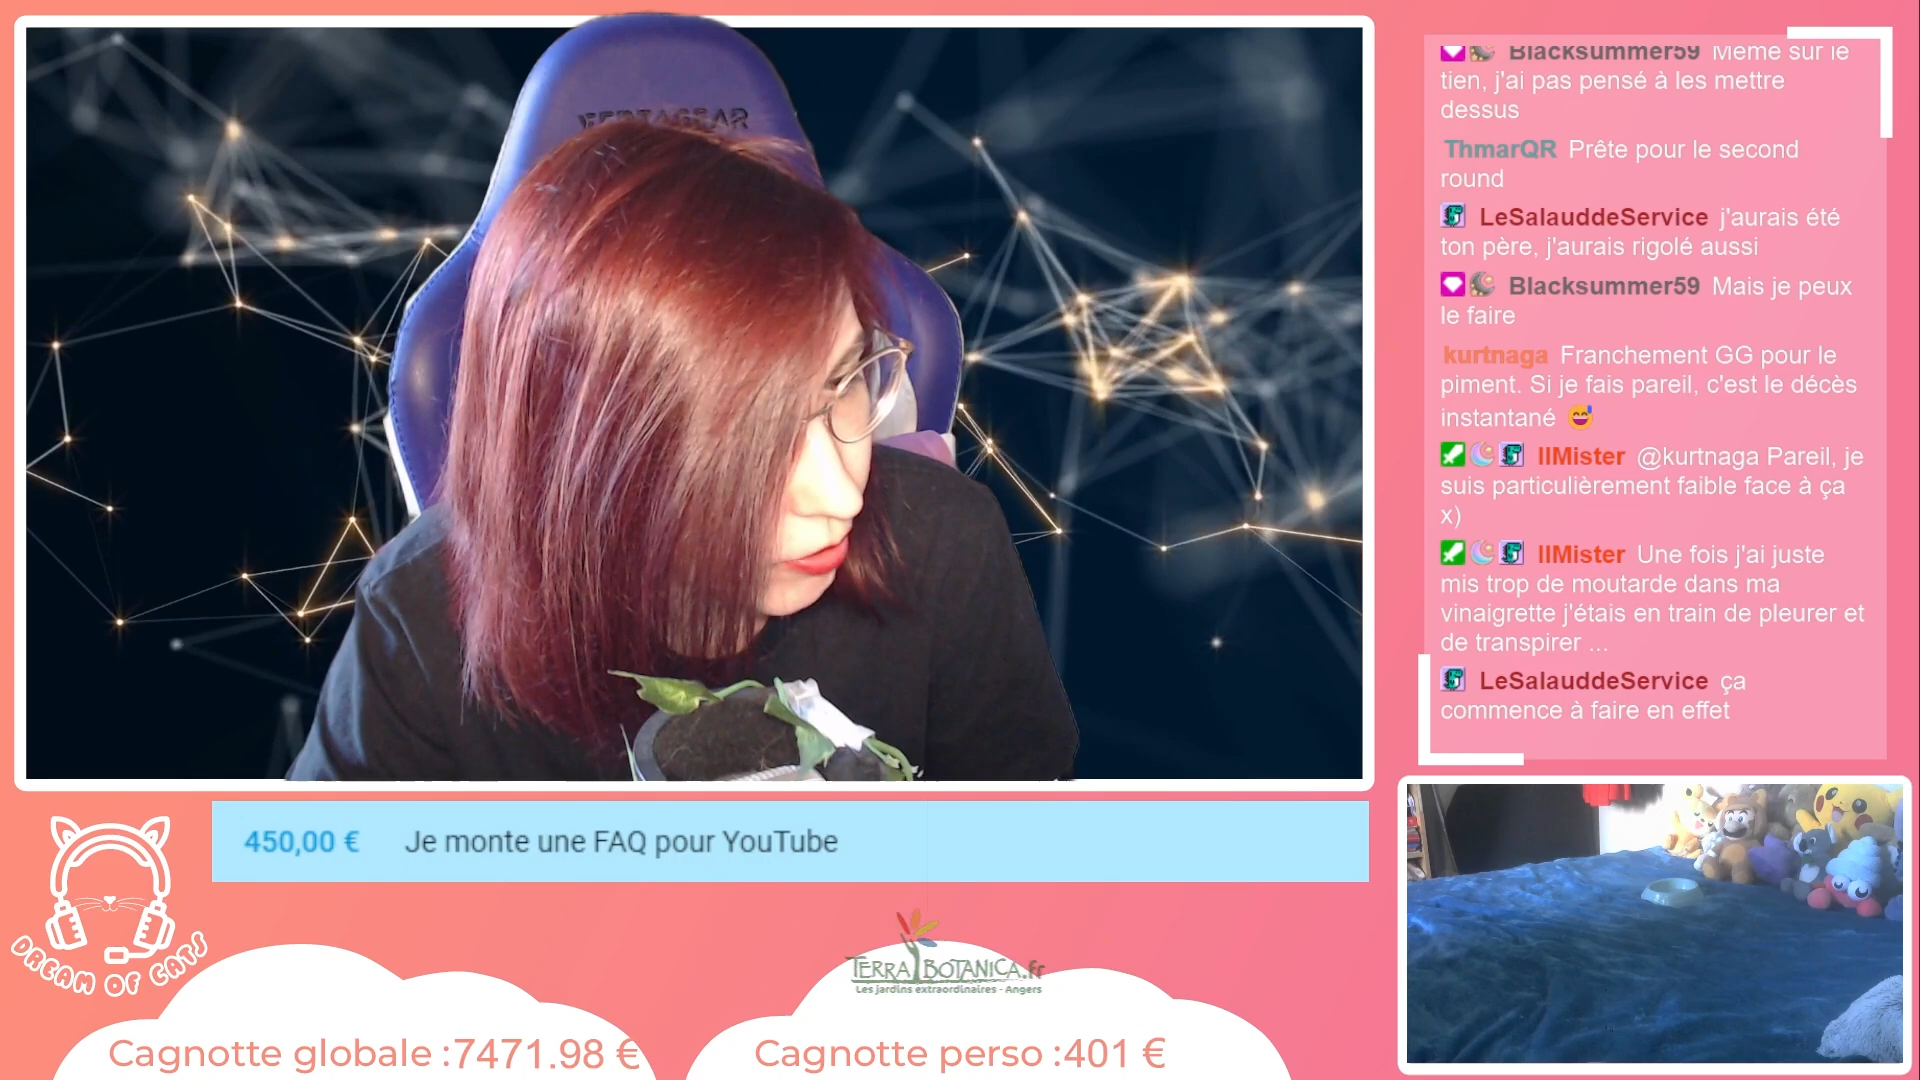 VERTAGEAR
Blacksummer59 Même sur le
tien, j'ai pas pensé à les mettre
dessus
ThmarQR Prête pour le second
round
LeSalauddeService j'aurais été
ton père, j'aurais rigolé aussi
Blacksummer59 Mais je peux
le faire
kurtnaga Franchement GG pour le
piment. Si je fais pareil, c'est le décès
instantané
IlMister @kurtnaga Pareil, je
suis particulièrement faible face à ça
x)
IlMister Une fois j'ai juste
mis trop de moutarde dans ma
vinaigrette j'étais en train de pleurer et
de transpirer ...
LeSalauddeService ça
commence à faire en effet
450,00 € Je monte une FAQ pour YouTube
DREAM OF CATS
TERRA BOTANICA.fr
Les jardins extraordinaires - Angers
Cagnotte globale :7471.98 €
Cagnotte perso :401 €